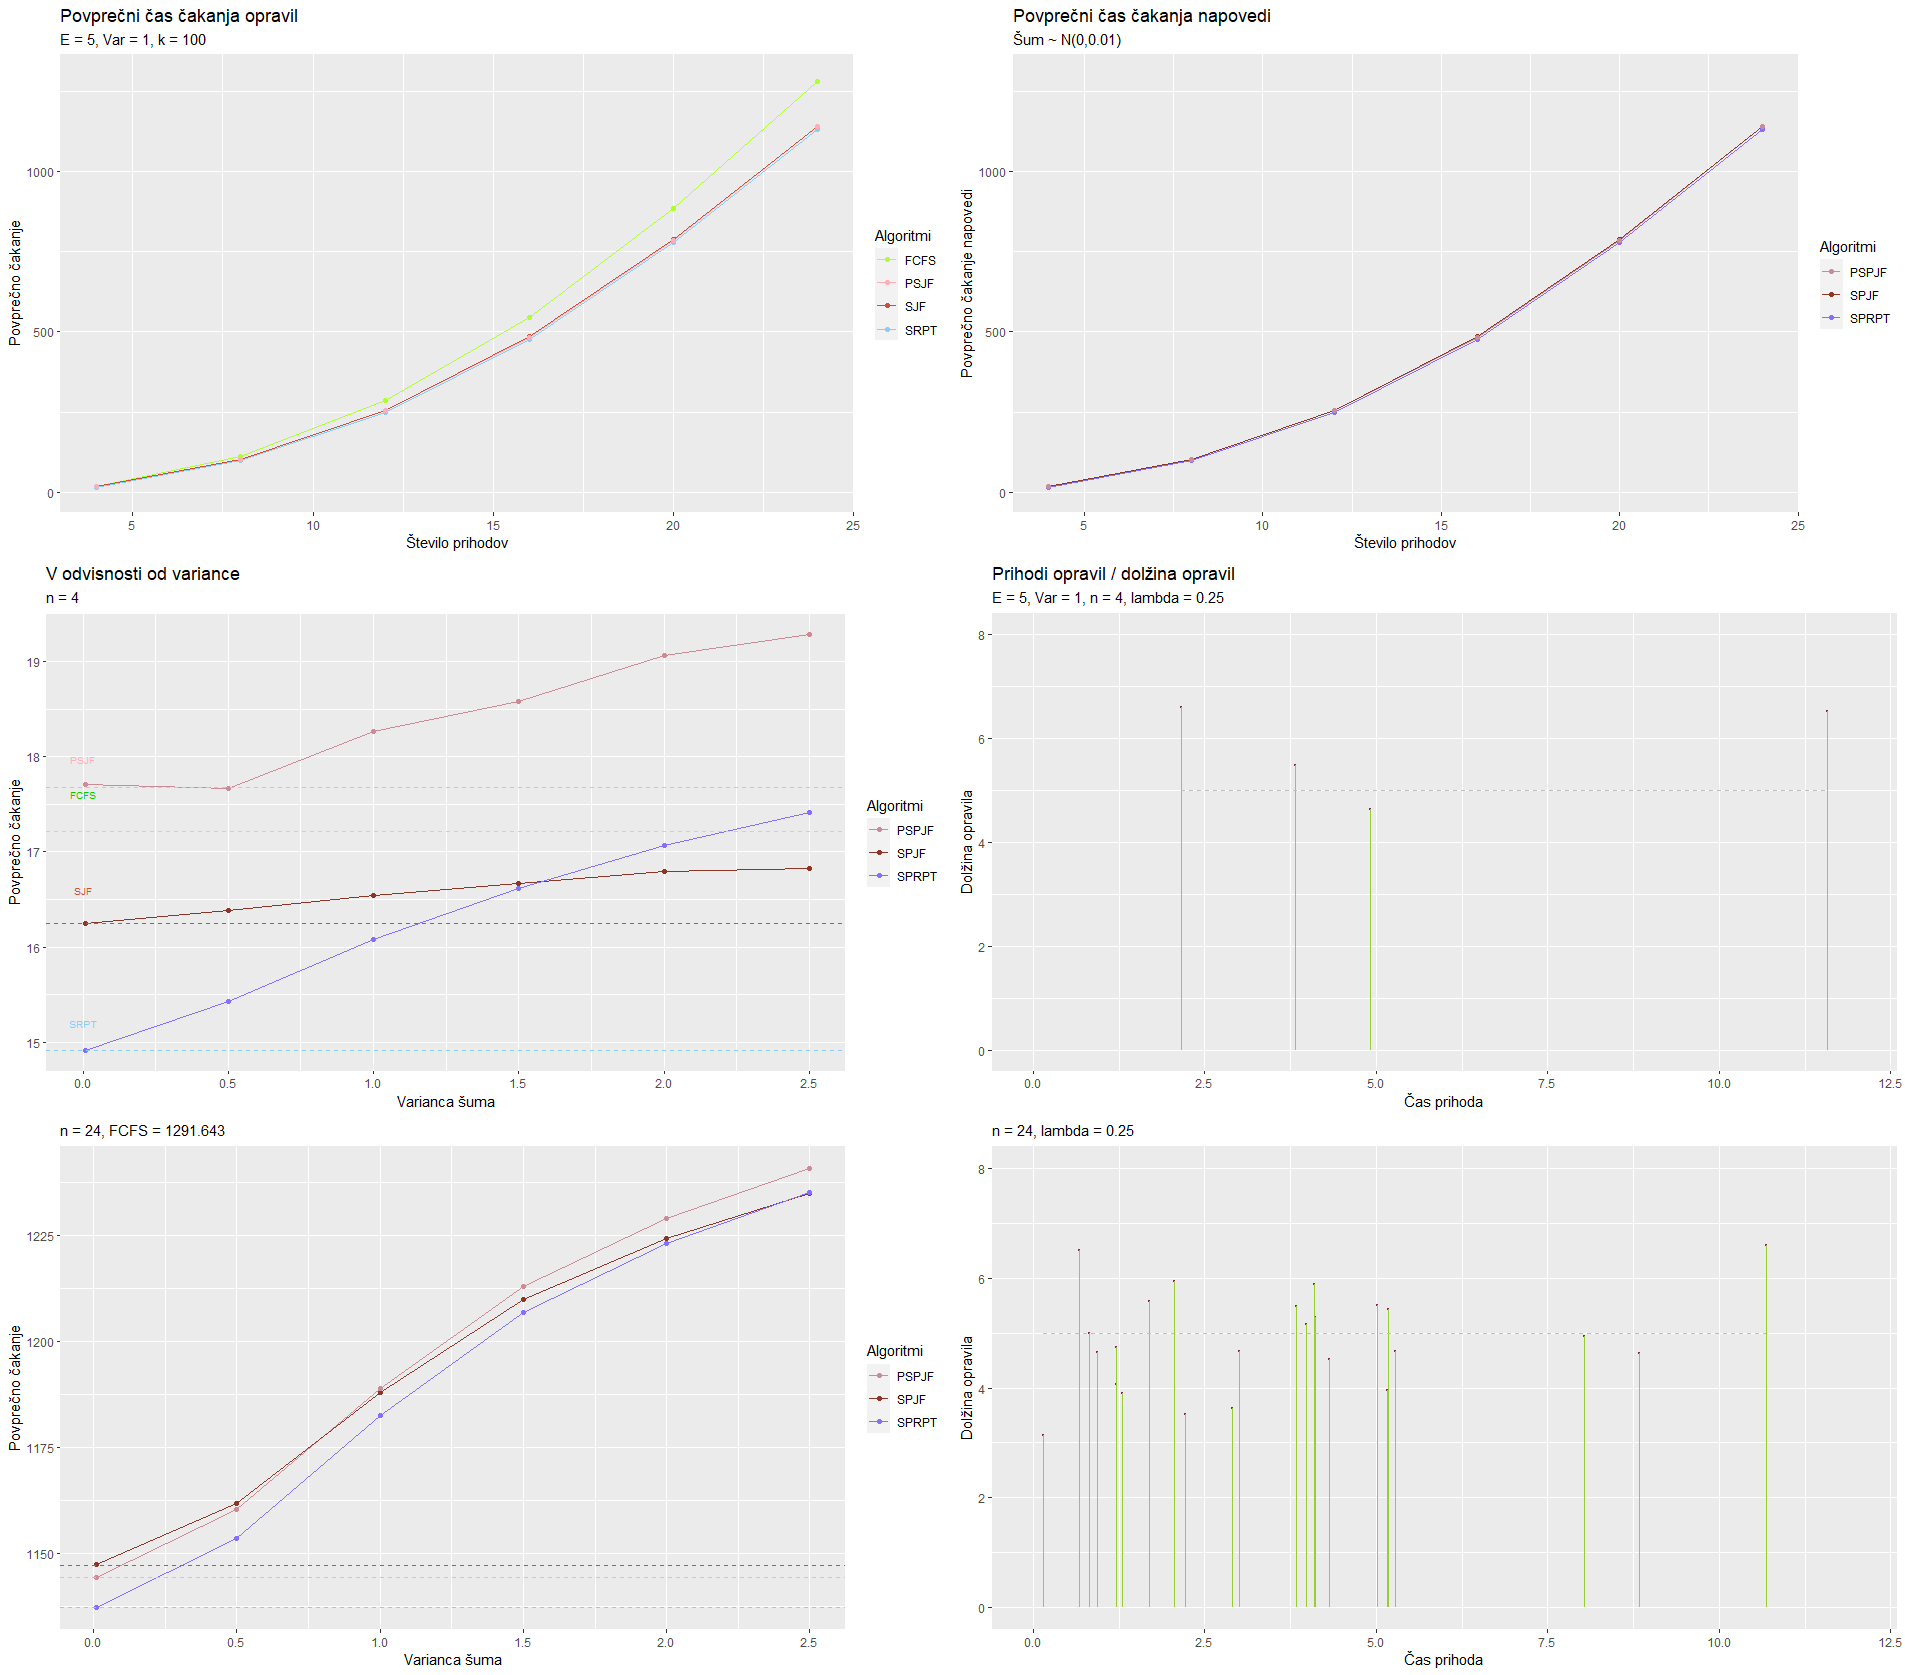 Povprečni čas čakanja opravil
E = 5, Var = 1, k = 100
Povprečno čakanje
1000
500
0
5
10
15
20
25
Število prihodov
Algoritmi
FCFS
PSJF
SJF
SRPT
Povprečni čas čakanja napovedi
Šum ~ N(0,0.01)
Povprečno čakanje napovedi
1000
500
0
5
10
15
20
25
Število prihodov
Algoritmi
PSPJF
SPJF
SPRPT
V odvisnosti od variance
n = 4
Povprečno čakanje
19
18
17
16
15
PSJF
FCFS
SJF
SRPT
0.0
0.5
1.0
1.5
2.0
2.5
Varianca šuma
Algoritmi
PSPJF
SPJF
SPRPT
Prihodi opravil / dolžina opravil
E = 5, Var = 1, n = 4, lambda = 0.25
Dolžina opravila
8
6
4
2
0
0.0
2.5
5.0
7.5
10.0
12.5
Čas prihoda
n = 24, FCFS = 1291.643
Povprečno čakanje
1225
1200
1175
1150
0.0
0.5
1.0
1.5
2.0
2.5
Varianca šuma
Algoritmi
PSPJF
SPJF
SPRPT
n = 24, lambda = 0.25
Dolžina opravila
8
6
4
2
0
0.0
2.5
5.0
7.5
10.0
12.5
Čas prihoda